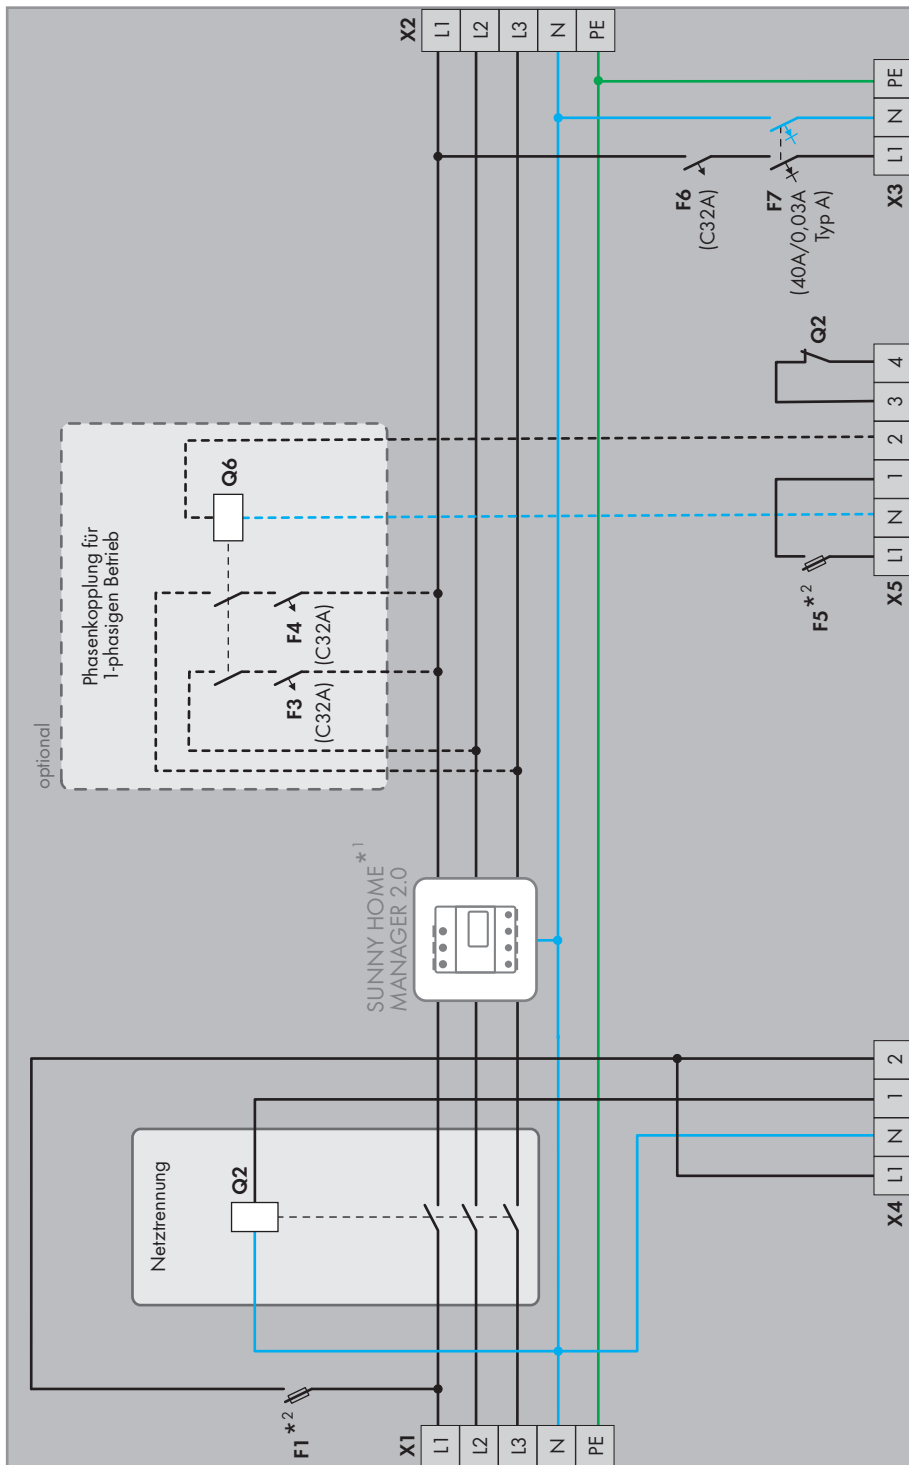 X2
L1
L2
L3
N
PE
PE
N
L1
X3
F6
(C32A)
F7
(40A/0,03A
Typ A)
optional
Phasenkopplung für
1-phasigen Betrieb
Q6
F4
(C32A)
F3
(C32A)
Q2
4
3
2
1
N
L1
X5
F5 *2
SUNNY HOME *1
MANAGER 2.0
Netztrennung
Q2
2
1
N
L1
X4
F1 *2
X1
L1
L2
L3
N
PE